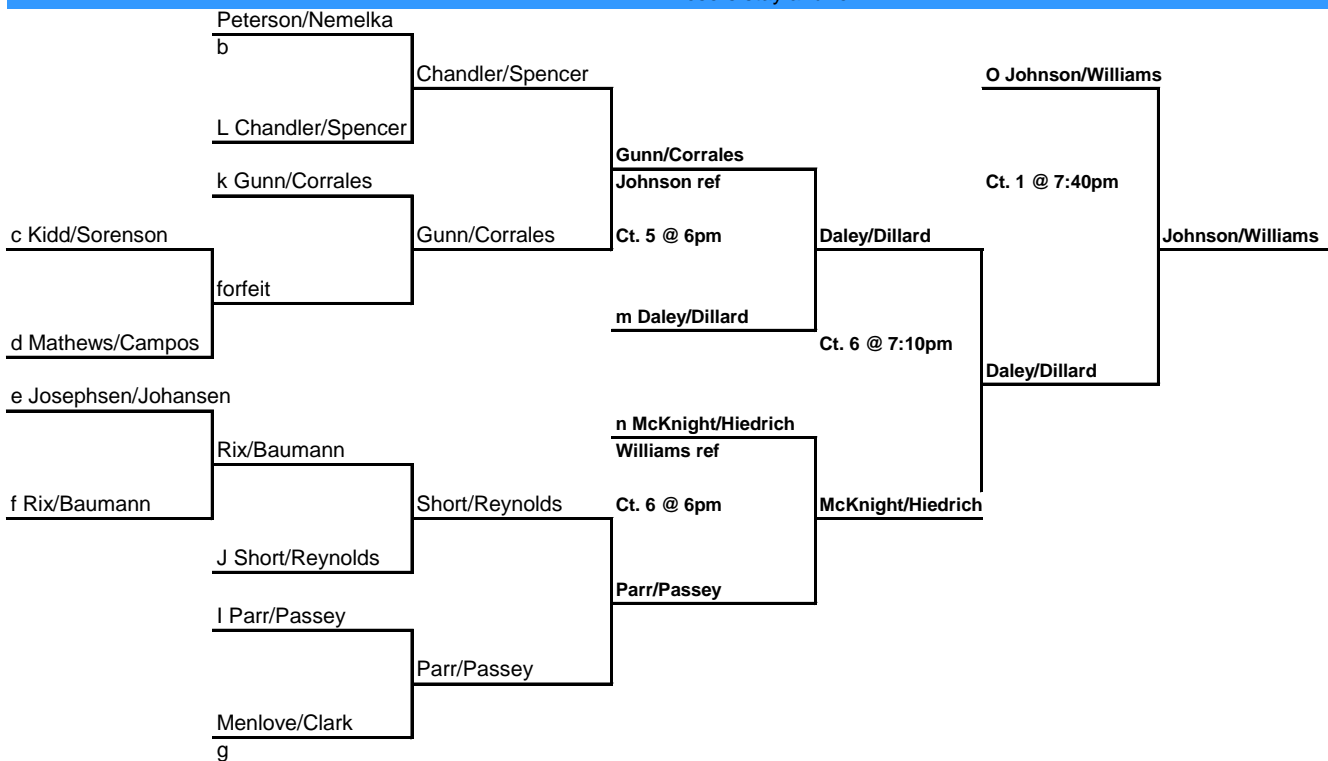 Peterson/Nemelka
b
Chandler/Spencer
O Johnson/Williams
L Chandler/Spencer
Gunn/Corrales
k Gunn/Corrales
Johnson ref
Ct. 1 @ 7:40pm
c Kidd/Sorenson
Gunn/Corrales
Ct. 5 @ 6pm
Daley/Dillard
Johnson/Williams
forfeit
m Daley/Dillard
d Mathews/Campos
Ct. 6 @ 7:10pm
Daley/Dillard
e Josephsen/Johansen
n McKnight/Hiedrich
Rix/Baumann
Williams ref
f Rix/Baumann
Short/Reynolds
Ct. 6 @ 6pm
McKnight/Hiedrich
J Short/Reynolds
Parr/Passey
I Parr/Passey
Parr/Passey
Menlove/Clark
g